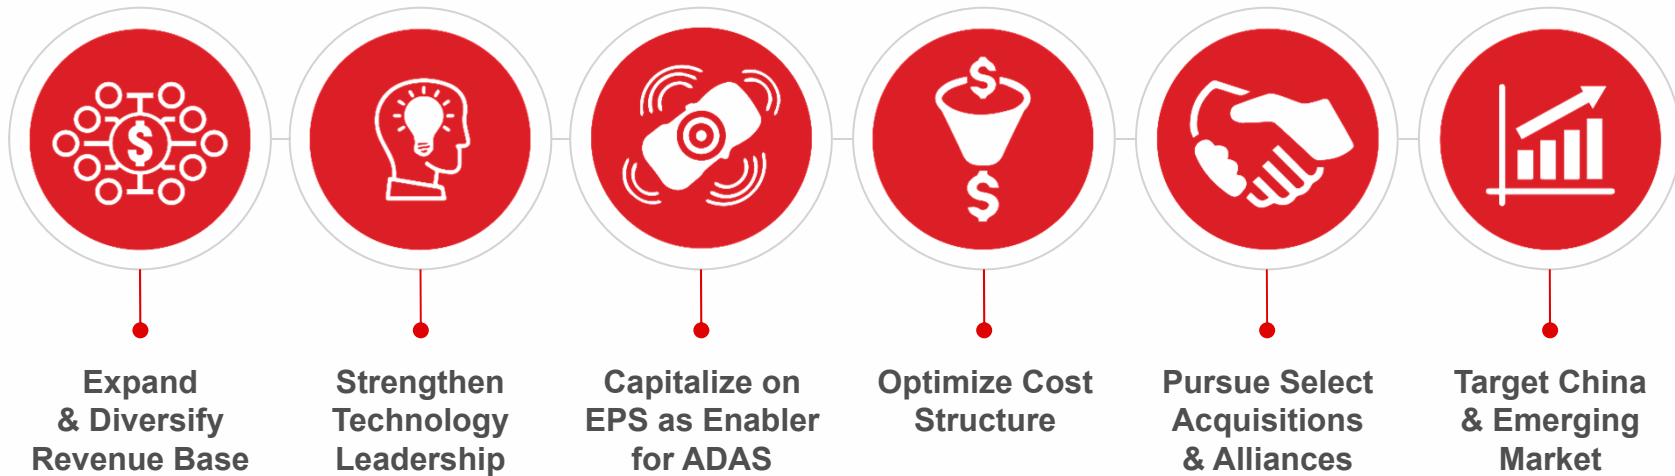 $
$
$
Expand
& Diversify
Revenue Base
Strengthen
Technology
Leadership
Capitalize on
EPS as Enabler
for ADAS
Optimize Cost
Structure
Pursue Select
Acquisitions
& Alliances
Target China
& Emerging
Market